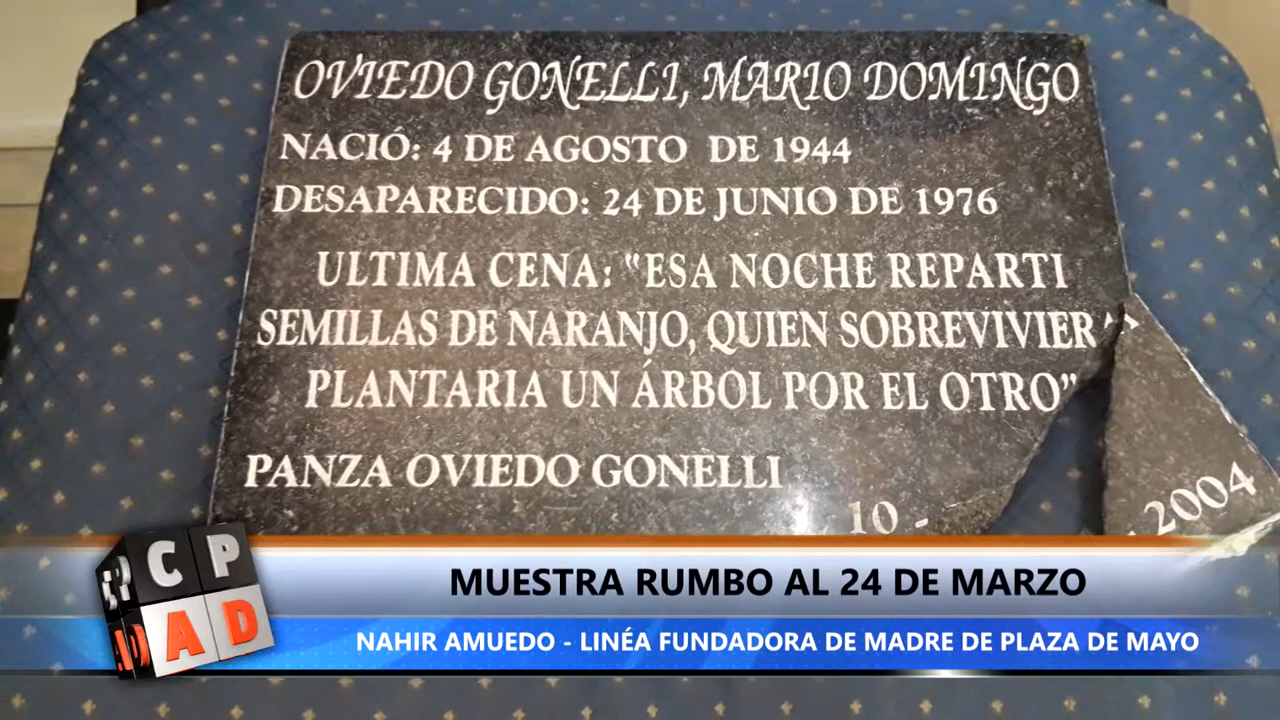 OVIEDO GONELLI, MARIO DOMINGO
NACIÓ: 4 DE AGOSTO DE 1944
DESAPARECIDO: 24 DE JUNIO DE 1976
ULTIMA CENA: “ESA NOCHE REPARTI
SEMILLAS DE NARANJO, QUIEN SOBREVIVIERA
PLANTARIA UN ÁRBOL POR EL OTRO”
PANZA OVIEDO GONELLI
10 - - 2004
CP
AD
MUESTRA RUMBO AL 24 DE MARZO
NAHIR AMUEDO - LINÉA FUNDADORA DE MADRE DE PLAZA DE MAYO